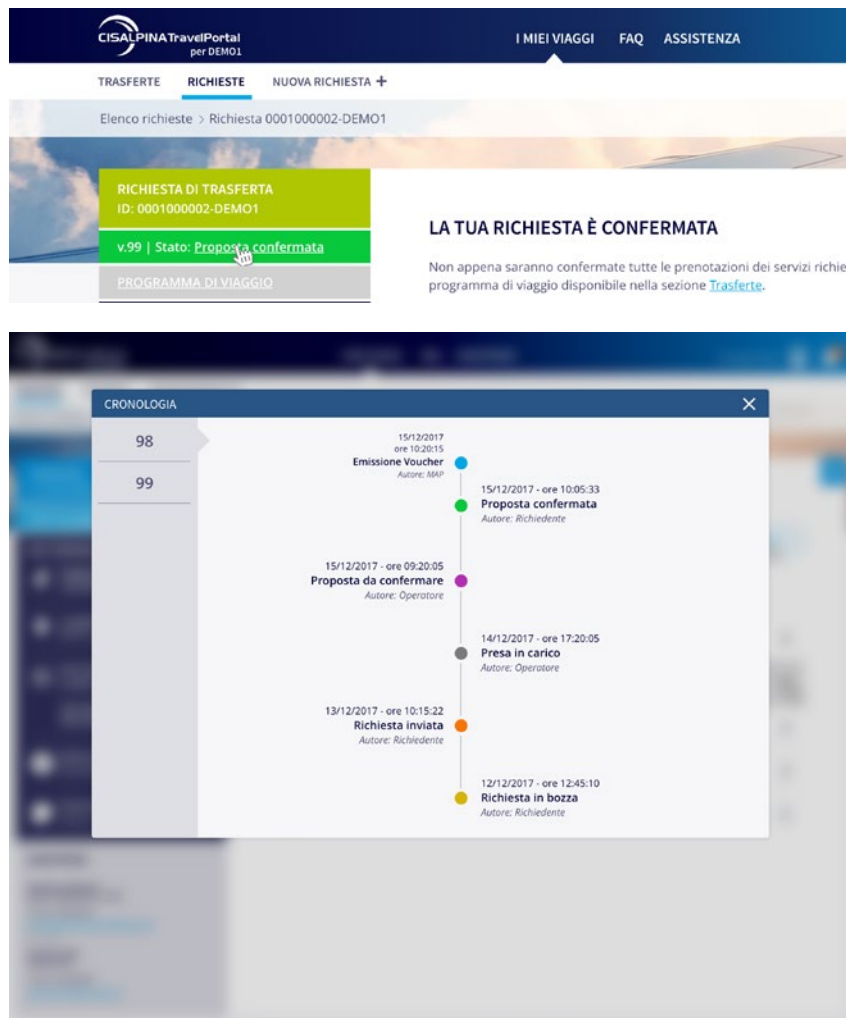 CISALPINATravelPortal
per DEMO1
I MIEI VIAGGI FAQ ASSISTENZA
TRASFERTE RICHIESTE NUOVA RICHIESTA +
Elenco richieste > Richiesta 0001000002-DEMO1
RICHIESTA DI TRASFERTA
ID: 0001000002-DEMO1
v.99 | Stato: Proposta confermata
PROGRAMMA DI VIAGGIO
LA TUA RICHIESTA È CONFERMATA
Non appena saranno confermate tutte le prenotazioni dei servizi richie
programma di viaggio disponibile nella sezione Trasferte.
CRONOLOGIA
98
99
15/12/2017
ore 10:20:15
Emissione Voucher
Autore: MAP
15/12/2017 - ore 10:05:33
Proposta confermata
Autore: Richiedente
15/12/2017 - ore 09:20:05
Proposta da confermare
Autore: Operatore
14/12/2017 - ore 17:20:05
Presa in carico
Autore: Operatore
13/12/2017 - ore 10:15:22
Richiesta inviata
Autore: Richiedente
12/12/2017 - ore 12:45:10
Richiesta in bozza
Autore: Richiedente